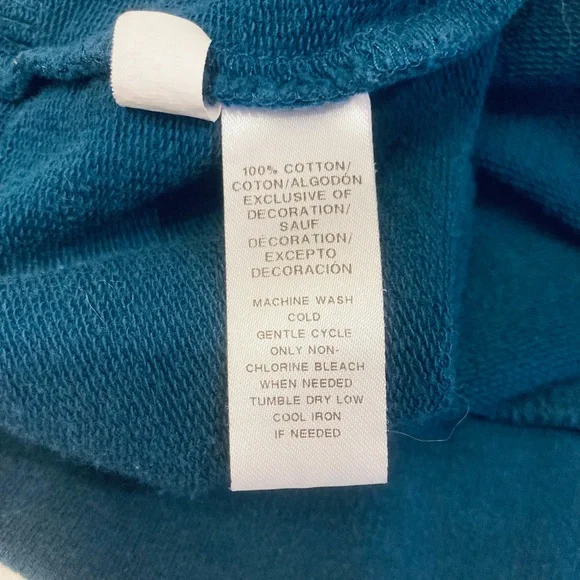 100% COTTON/
COTON/ALGODÓN
EXCLUSIVE OF
DECORATION/
SAUF
DÉCORATION/
EXCEPTO
DECORACIÓN
MACHINE WASH
COLD
GENTLE CYCLE
ONLY NON-
CHLORINE BLEACH
WHEN NEEDED
TUMBLE DRY LOW
COOL IRON
IF NEEDED